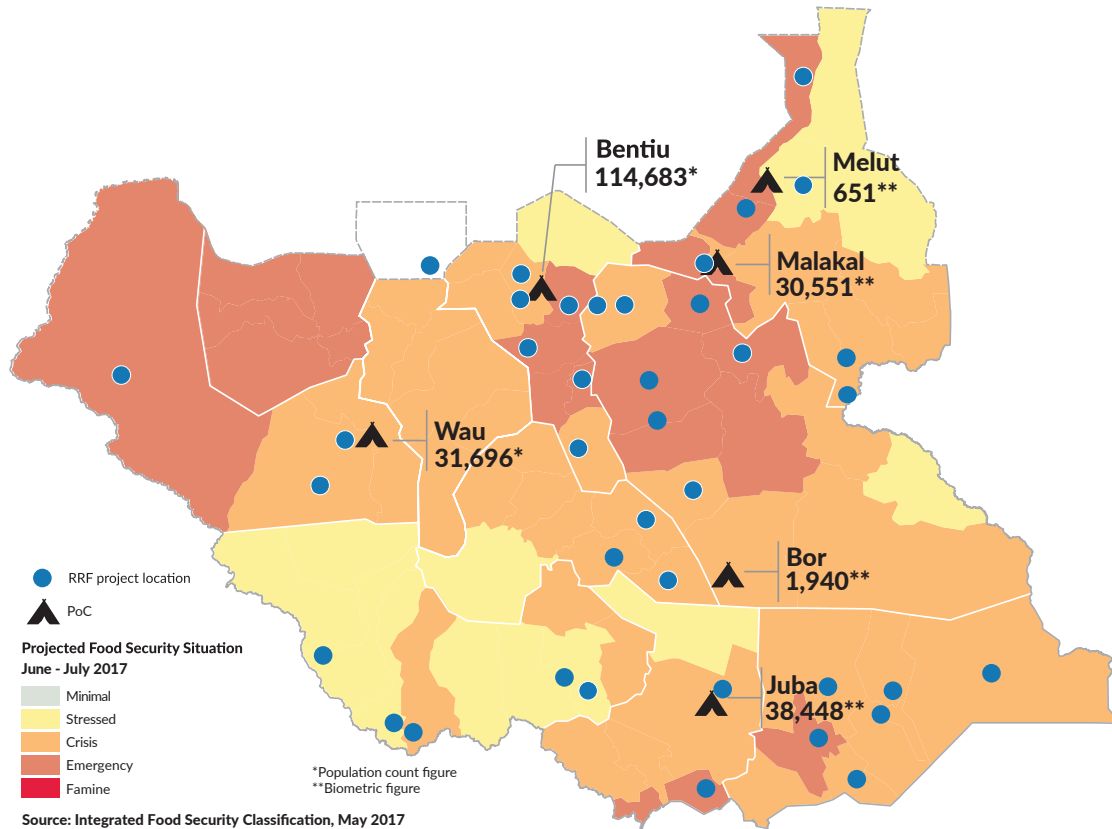 Bentiu
114,683*
Melut
651**
Malakal
30,551**
Wau
31,696*
Bor
1,940**
Juba
38,448**
RRF project location
PoC
Projected Food Security Situation
June - July 2017
Minimal
Stressed
Crisis
Emergency
Famine
*Population count figure
**Biometric figure
Source: Integrated Food Security Classification, May 2017